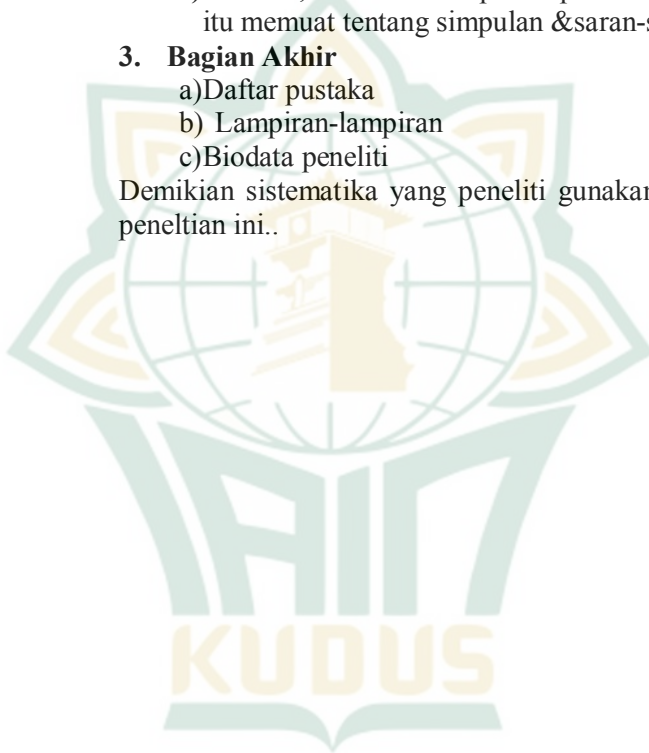 itu memuat tentang simpulan &saran-s
3. Bagian Akhir
a)Daftar pustaka
b) Lampiran-lampiran
c)Biodata peneliti
Demikian sistematika yang peneliti gunakan
peneltian ini..
IAIN
KUDUS